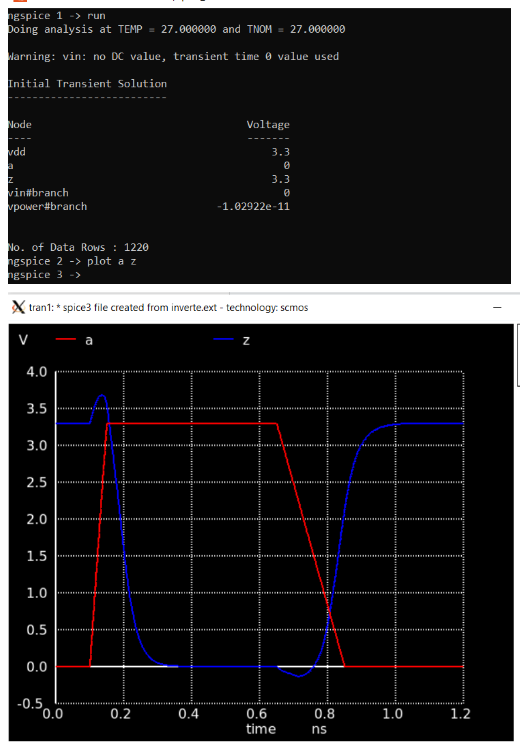 ngspice 1 -> run
Doing analysis at TEMP = 27.000000 and TNOM = 27.000000
Warning: vin: no DC value, transient time 0 value used
Initial Transient Solution
--------------------------
Node Voltage
---- -------
vdd 3.3
a 0
z 3.3
vin#branch 0
vpower#branch -1.02922e-11
No. of Data Rows : 1220
ngspice 2 -> plot a z
ngspice 3 ->
tran1: * spice3 file created from inverte.ext - technology: scmos
V a z
4.0
3.5
3.0
2.5
2.0
1.5
1.0
0.5
0.0
-0.5
0.0 0.2 0.4 0.6 0.8 1.0 1.2
time ns